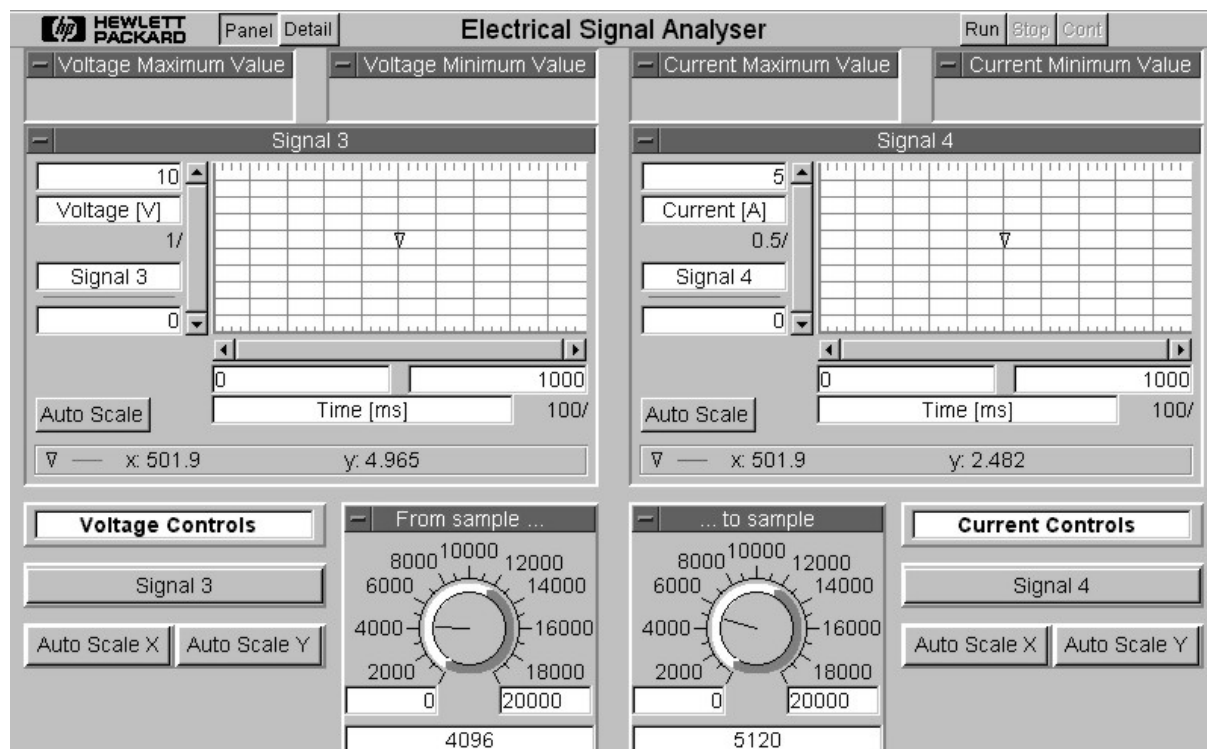 hp HEWLETT PACKARD Panel Detail Electrical Signal Analyser Run Stop Cont
Voltage Maximum Value
Voltage Minimum Value
Current Maximum Value
Current Minimum Value
Signal 3
10
Voltage [V]
1/
Signal 3
0
0 1000
Auto Scale Time [ms] 100/
x: 501.9 y: 4.965
Signal 4
5
Current [A]
0.5/
Signal 4
0
0 1000
Auto Scale Time [ms] 100/
x: 501.9 y: 2.482
Voltage Controls
Signal 3
Auto Scale X Auto Scale Y
From sample ...
10000
8000 12000
6000 14000
4000 16000
2000 18000
0 20000
4096
... to sample
10000
8000 12000
6000 14000
4000 16000
2000 18000
0 20000
5120
Current Controls
Signal 4
Auto Scale X Auto Scale Y